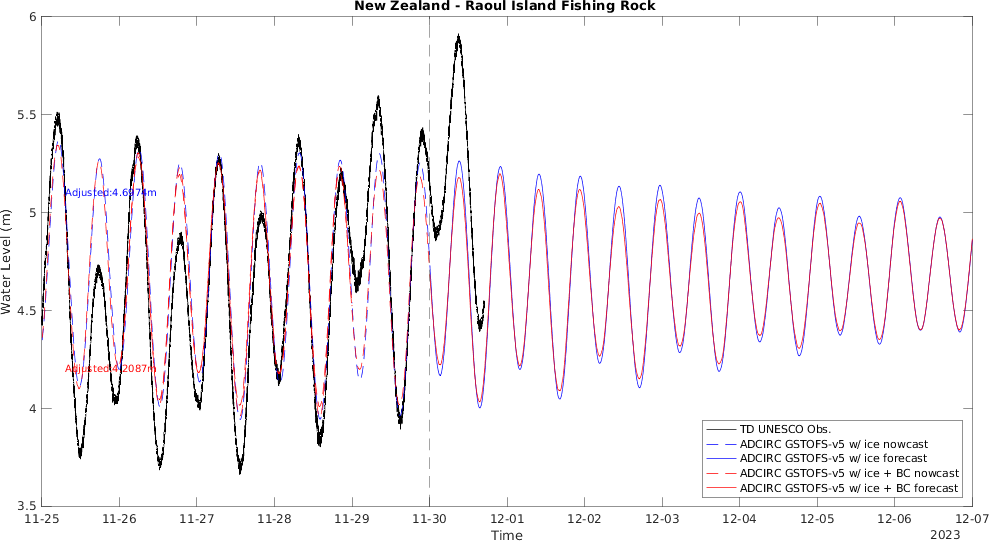 New Zealand - Raoul Island Fishing Rock
6
5.5
5
4.5
4
3.5
Water Level (m)
Adjusted:4.6974m
Adjusted:4.2087m
TD UNESCO Obs.
ADCIRC GSTOFS-v5 w/ ice nowcast
ADCIRC GSTOFS-v5 w/ ice forecast
ADCIRC GSTOFS-v5 w/ ice + BC nowcast
ADCIRC GSTOFS-v5 w/ ice + BC forecast
11-25 11-26 11-27 11-28 11-29 11-30 12-01 12-02 12-03 12-04 12-05 12-06 12-07
Time
2023